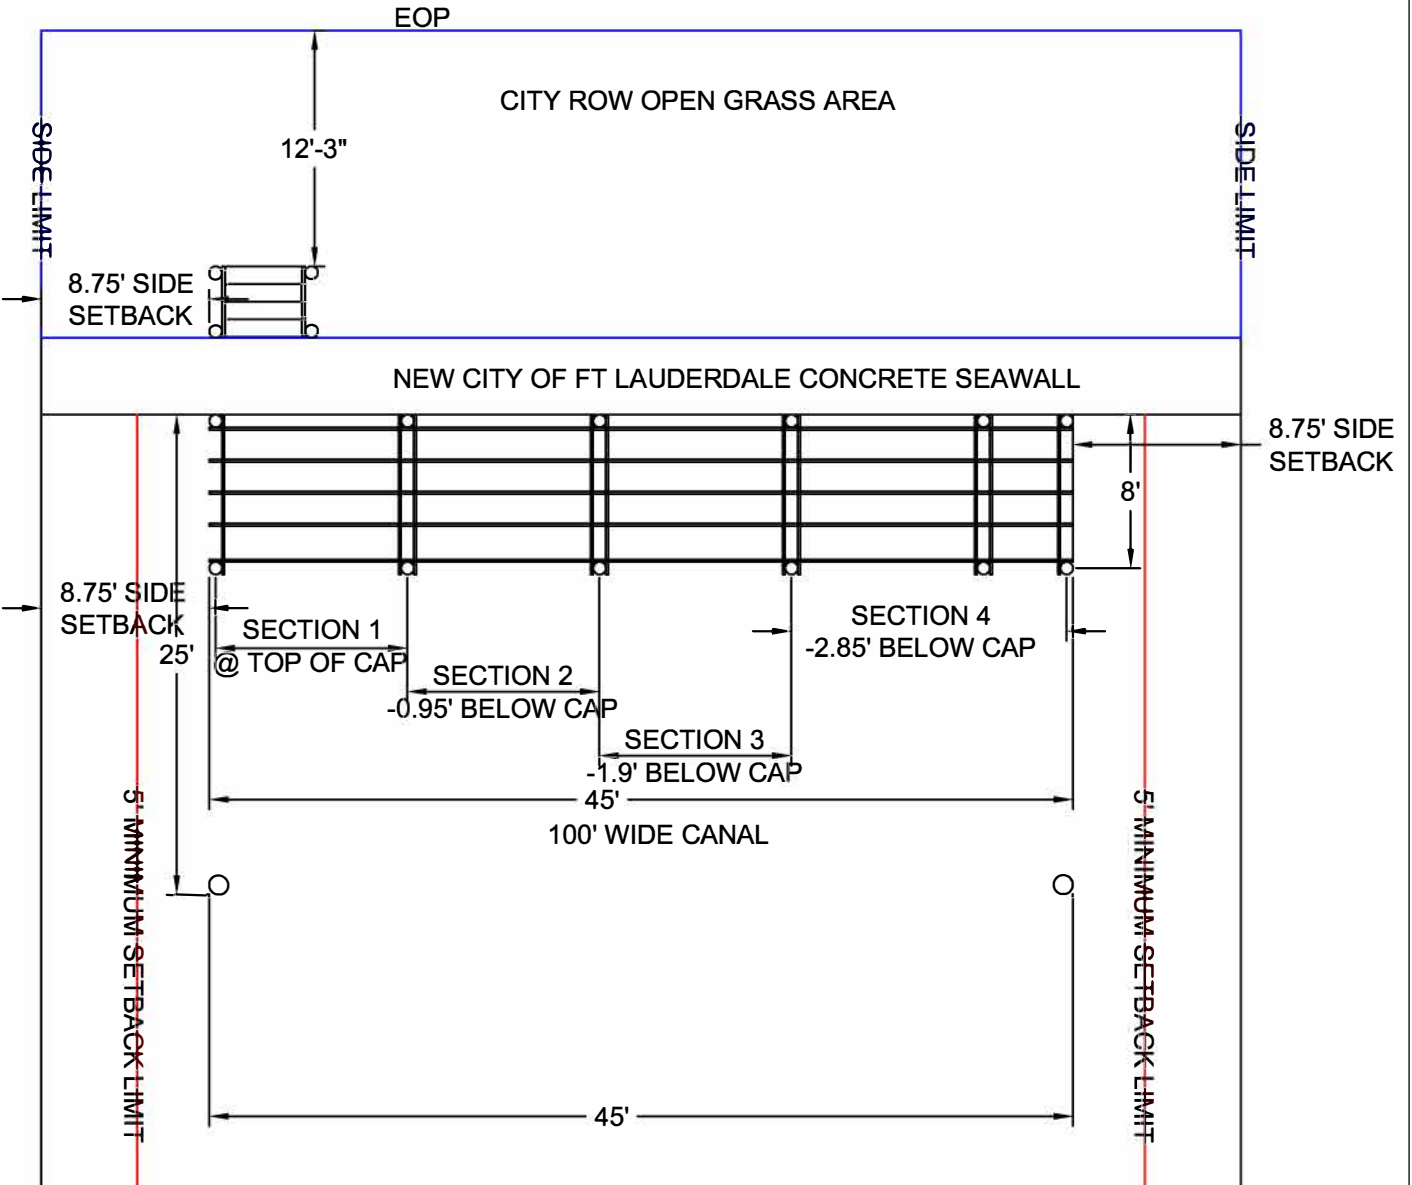 EOP
CITY ROW OPEN GRASS AREA
12'-3"
SIDE LIMIT
SIDE LIMIT
8.75' SIDE
SETBACK
NEW CITY OF FT LAUDERDALE CONCRETE SEAWALL
8.75' SIDE
SETBACK
8'
8.75' SIDE
SETBACK
25'
SECTION 1
@ TOP OF CAP
SECTION 2
-0.95' BELOW CAP
SECTION 3
-1.9' BELOW CAP
SECTION 4
-2.85' BELOW CAP
45'
100' WIDE CANAL
5' MINIMUM SETBACK LIMIT
5' MINIMUM SETBACK LIMIT
45'